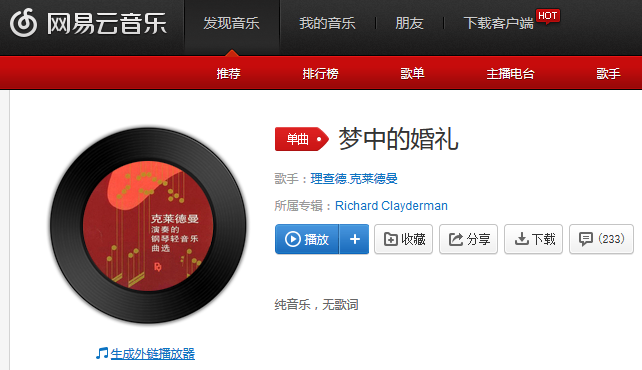 网易云音乐
发现音乐
我的音乐
朋友
下载客户端
HOT
推荐
排行榜
歌单
主播电台
歌手
单曲
梦中的婚礼
歌手：理查德.克莱德曼
所属专辑：Richard Clayderman
播放
+
收藏
分享
下载
(233)
克莱德曼
演奏的
钢琴轻音乐
曲选
纯音乐，无歌词
生成外链播放器